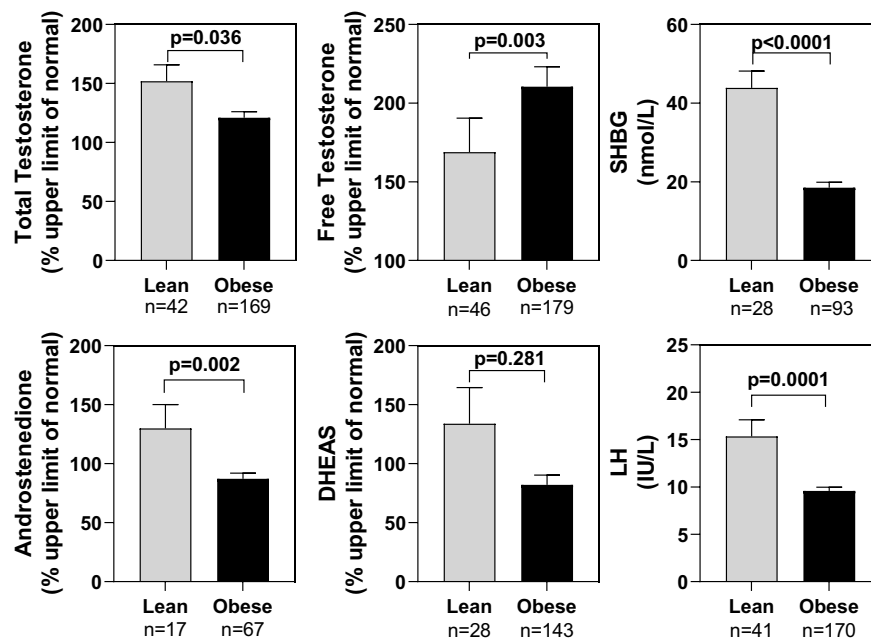 Total Testosterone
(% upper limit of normal)
200
150
100
50
0
p=0.036
Lean
Obese
n=42
n=169
Free Testosterone
(% upper limit of normal)
250
200
150
100
p=0.003
Lean
Obese
n=46
n=179
SHBG
(nmol/L)
60
40
20
0
p<0.0001
Lean
Obese
n=28
n=93
Androstenedione
(% upper limit of normal)
200
150
100
50
0
p=0.002
Lean
Obese
n=17
n=67
DHEAS
(% upper limit of normal)
200
150
100
50
0
p=0.281
Lean
Obese
n=28
n=143
LH
(IU/L)
25
20
15
10
5
0
p=0.0001
Lean
Obese
n=41
n=170